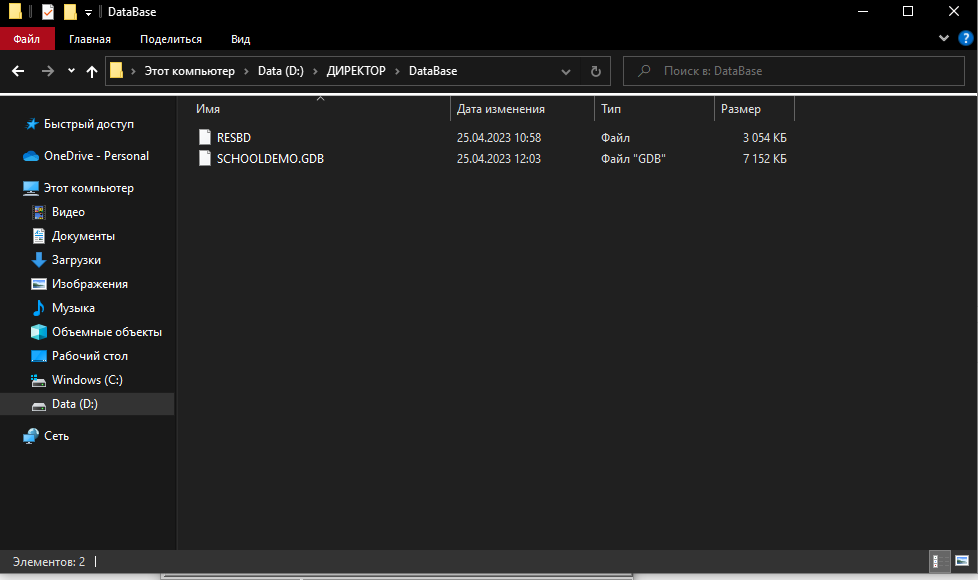 DataBase
Файл Главная Поделиться Вид
Этот компьютер Data (D:) ДИРЕКТОР DataBase Поиск в: DataBase
Имя Дата изменения Тип Размер
RESBD 25.04.2023 10:58 Файл 3 054 КБ
SCHOOLDEMO.GDB 25.04.2023 12:03 Файл "GDB" 7 152 КБ
Быстрый доступ
OneDrive - Personal
Этот компьютер
Видео
Документы
Загрузки
Изображения
Музыка
Объемные объекты
Рабочий стол
Windows (C:)
Data (D:)
Сеть
Элементов: 2